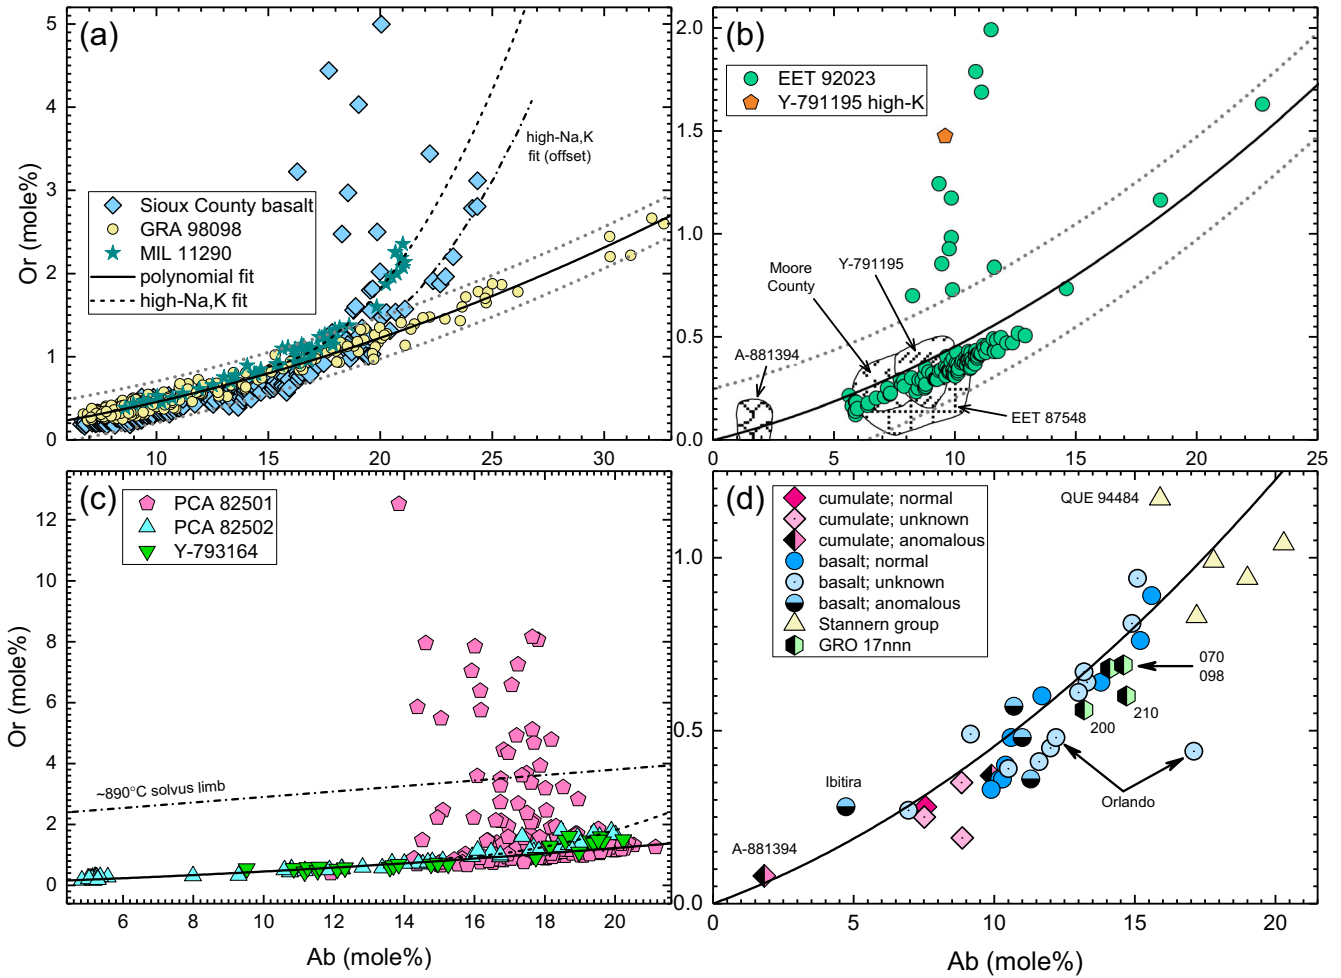 (a)
5
4
3
2
1
0
Or (mole%)
10
15
20
25
30
Sioux County basalt
GRA 98098
MIL 11290
polynomial fit
high-Na,K fit
high-Na,K
fit (offset)
(b)
2.0
1.5
1.0
0.5
0.0
0
5
10
15
20
25
EET 92023
Y-791195 high-K
Moore
County
Y-791195
A-881394
EET 87548
(c)
12
10
8
6
4
2
0
Or (mole%)
6
8
10
12
14
16
18
20
Ab (mole%)
PCA 82501
PCA 82502
Y-793164
~890°C solvus limb
(d)
1.0
0.5
0.0
0
5
10
15
20
Ab (mole%)
cumulate; normal
cumulate; unknown
cumulate; anomalous
basalt; normal
basalt; unknown
basalt; anomalous
Stannern group
GRO 17nnn
QUE 94484
070
098
210
200
Orlando
Ibitira
A-881394